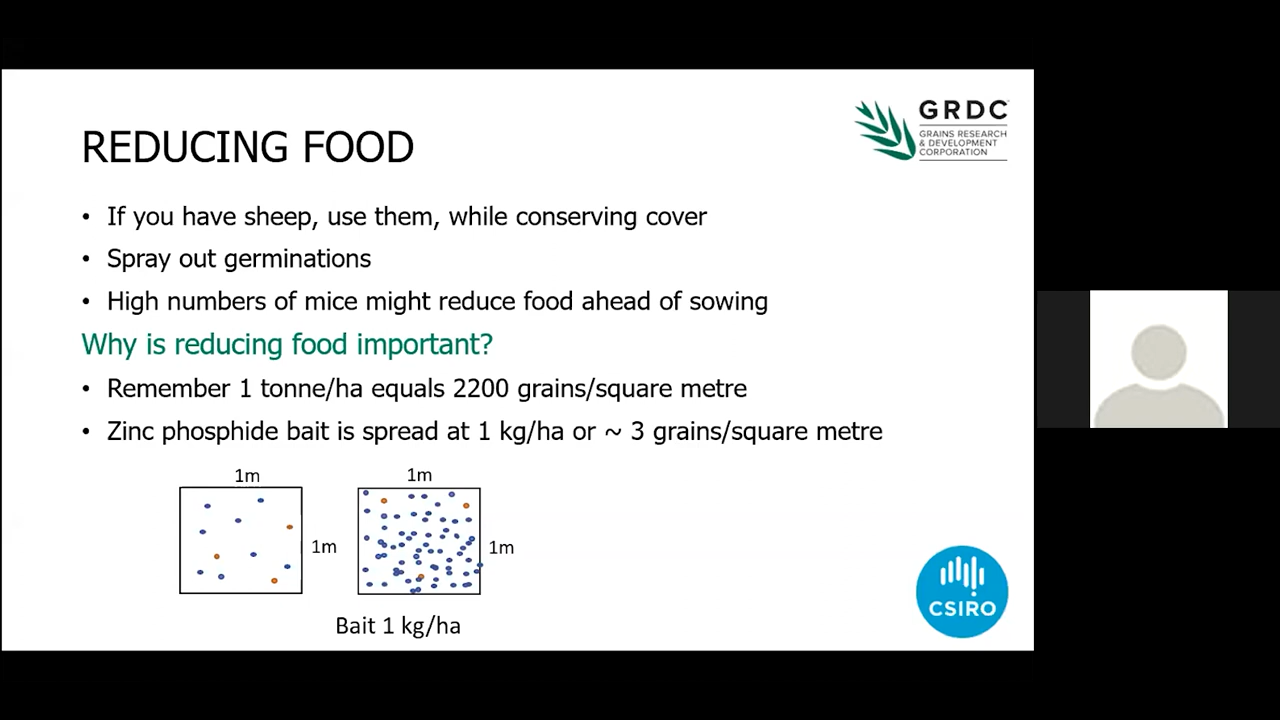 GRDC
GRAINS RESEARCH
& DEVELOPMENT
CORPORATION
REDUCING FOOD
• If you have sheep, use them, while conserving cover
• Spray out germinations
• High numbers of mice might reduce food ahead of sowing
Why is reducing food important?
• Remember 1 tonne/ha equals 2200 grains/square metre
• Zinc phosphide bait is spread at 1 kg/ha or ~ 3 grains/square metre
1m
1m
1m
1m
Bait 1 kg/ha
CSIRO